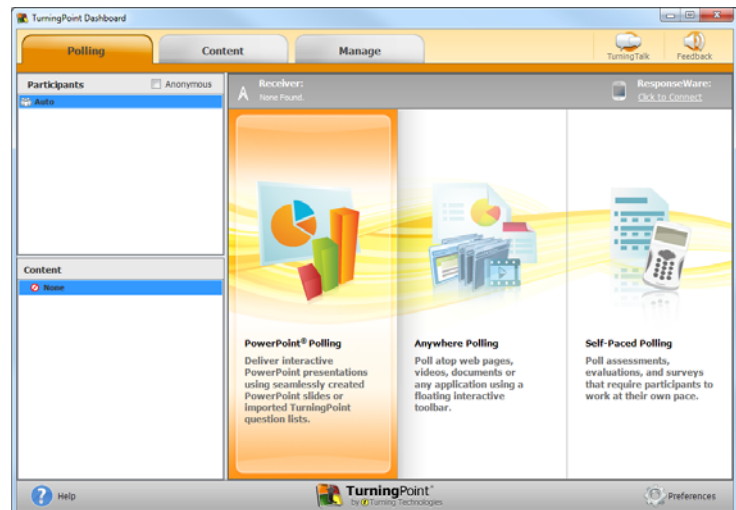 TurningPoint Dashboard
Polling
Content
Manage
TurningTalk
Feedback
Participants
Anonymous
Auto
Receiver:
None Found.
ResponseWare:
Click to Connect
Content
None
PowerPoint® Polling
Deliver interactive
PowerPoint presentations
using seamlessly created
PowerPoint slides or
imported TurningPoint
question lists.
Anywhere Polling
Poll atop web pages,
videos, documents or
any application using a
floating interactive
toolbar.
Self-Paced Polling
Poll assessments,
evaluations, and surveys
that require participants to
work at their own pace.
Help
TurningPoint
by Turning Technologies
Preferences